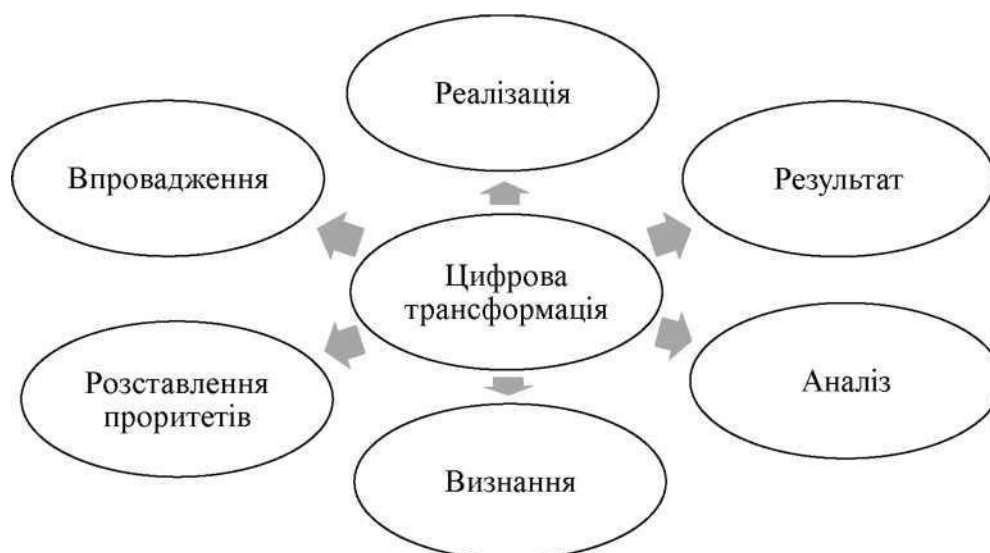 Реалізація
Впровадження
Результат
Цифрова
трансформація
Розставлення
проритетів
Аналіз
Визнання